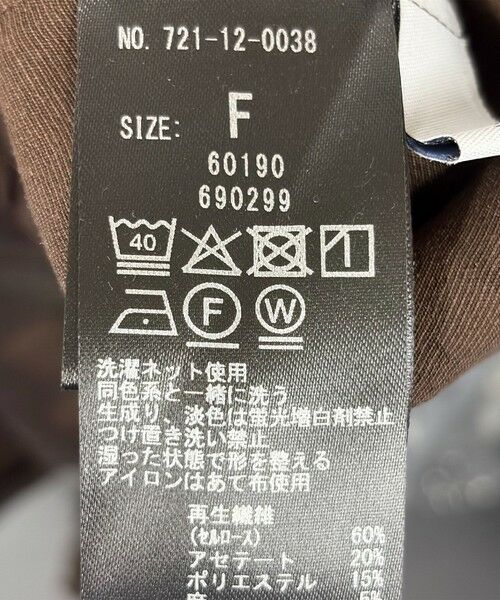 NO. 721-12-0038
SIZE: F
60190
690299
40
F W
洗濯ネット使用
同色系と一緒に洗う
生成り、淡色は蛍光増白剤禁止
つけ置き洗い禁止
湿った状態で形を整える
アイロンはあて布使用
再生繊維
(セルロース) 60%
アセテート 20%
ポリエステル 15%
麻 5%